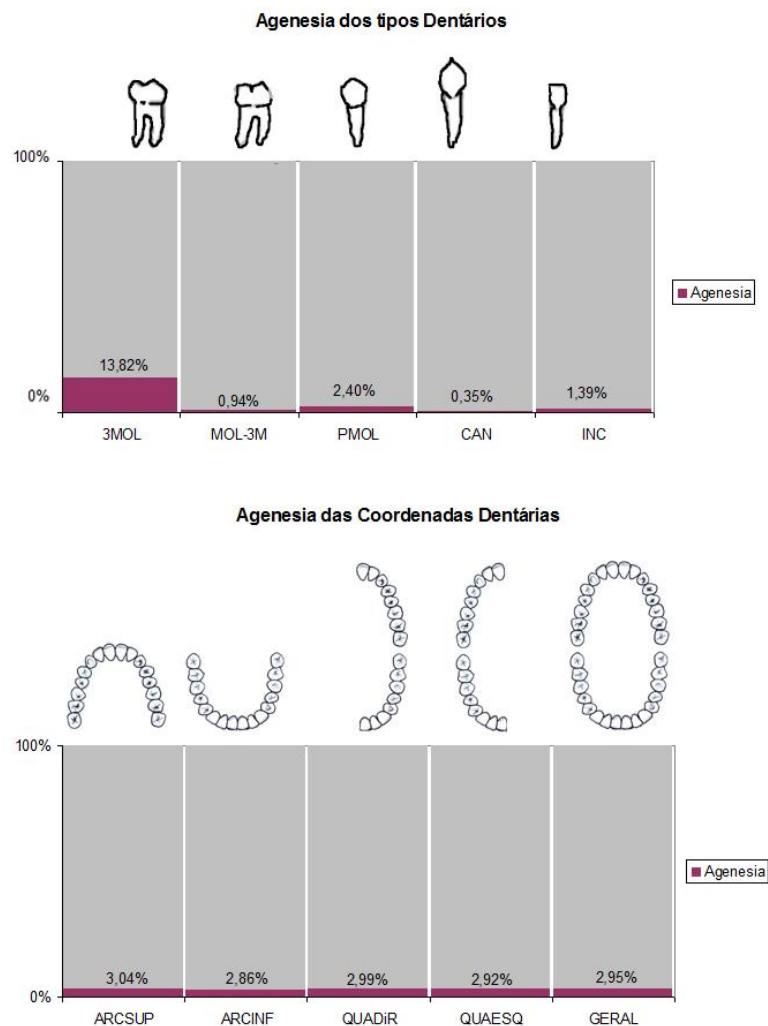 Agenesia dos tipos Dentários
100%
Agenesia
13,82%
0,94%
2,40%
0,35%
1,39%
0%
3MOL MOL-3M PMOL CAN INC
Agenesia das Coordenadas Dentárias
100%
Agenesia
3,04% 2,86% 2,99% 2,92% 2,95%
0%
ARCSUP ARCINF QUADiR QUAESQ GERAL